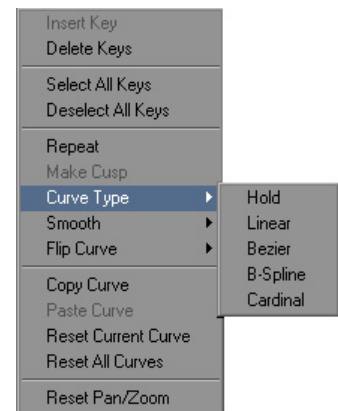 Insert Key
Delete Keys
Select All Keys
Deselect All Keys
Repeat
Make Cusp
Curve Type
Smooth
Flip Curve
Copy Curve
Paste Curve
Reset Current Curve
Reset All Curves
Reset Pan/Zoom
Hold
Linear
Bezier
B-Spline
Cardinal